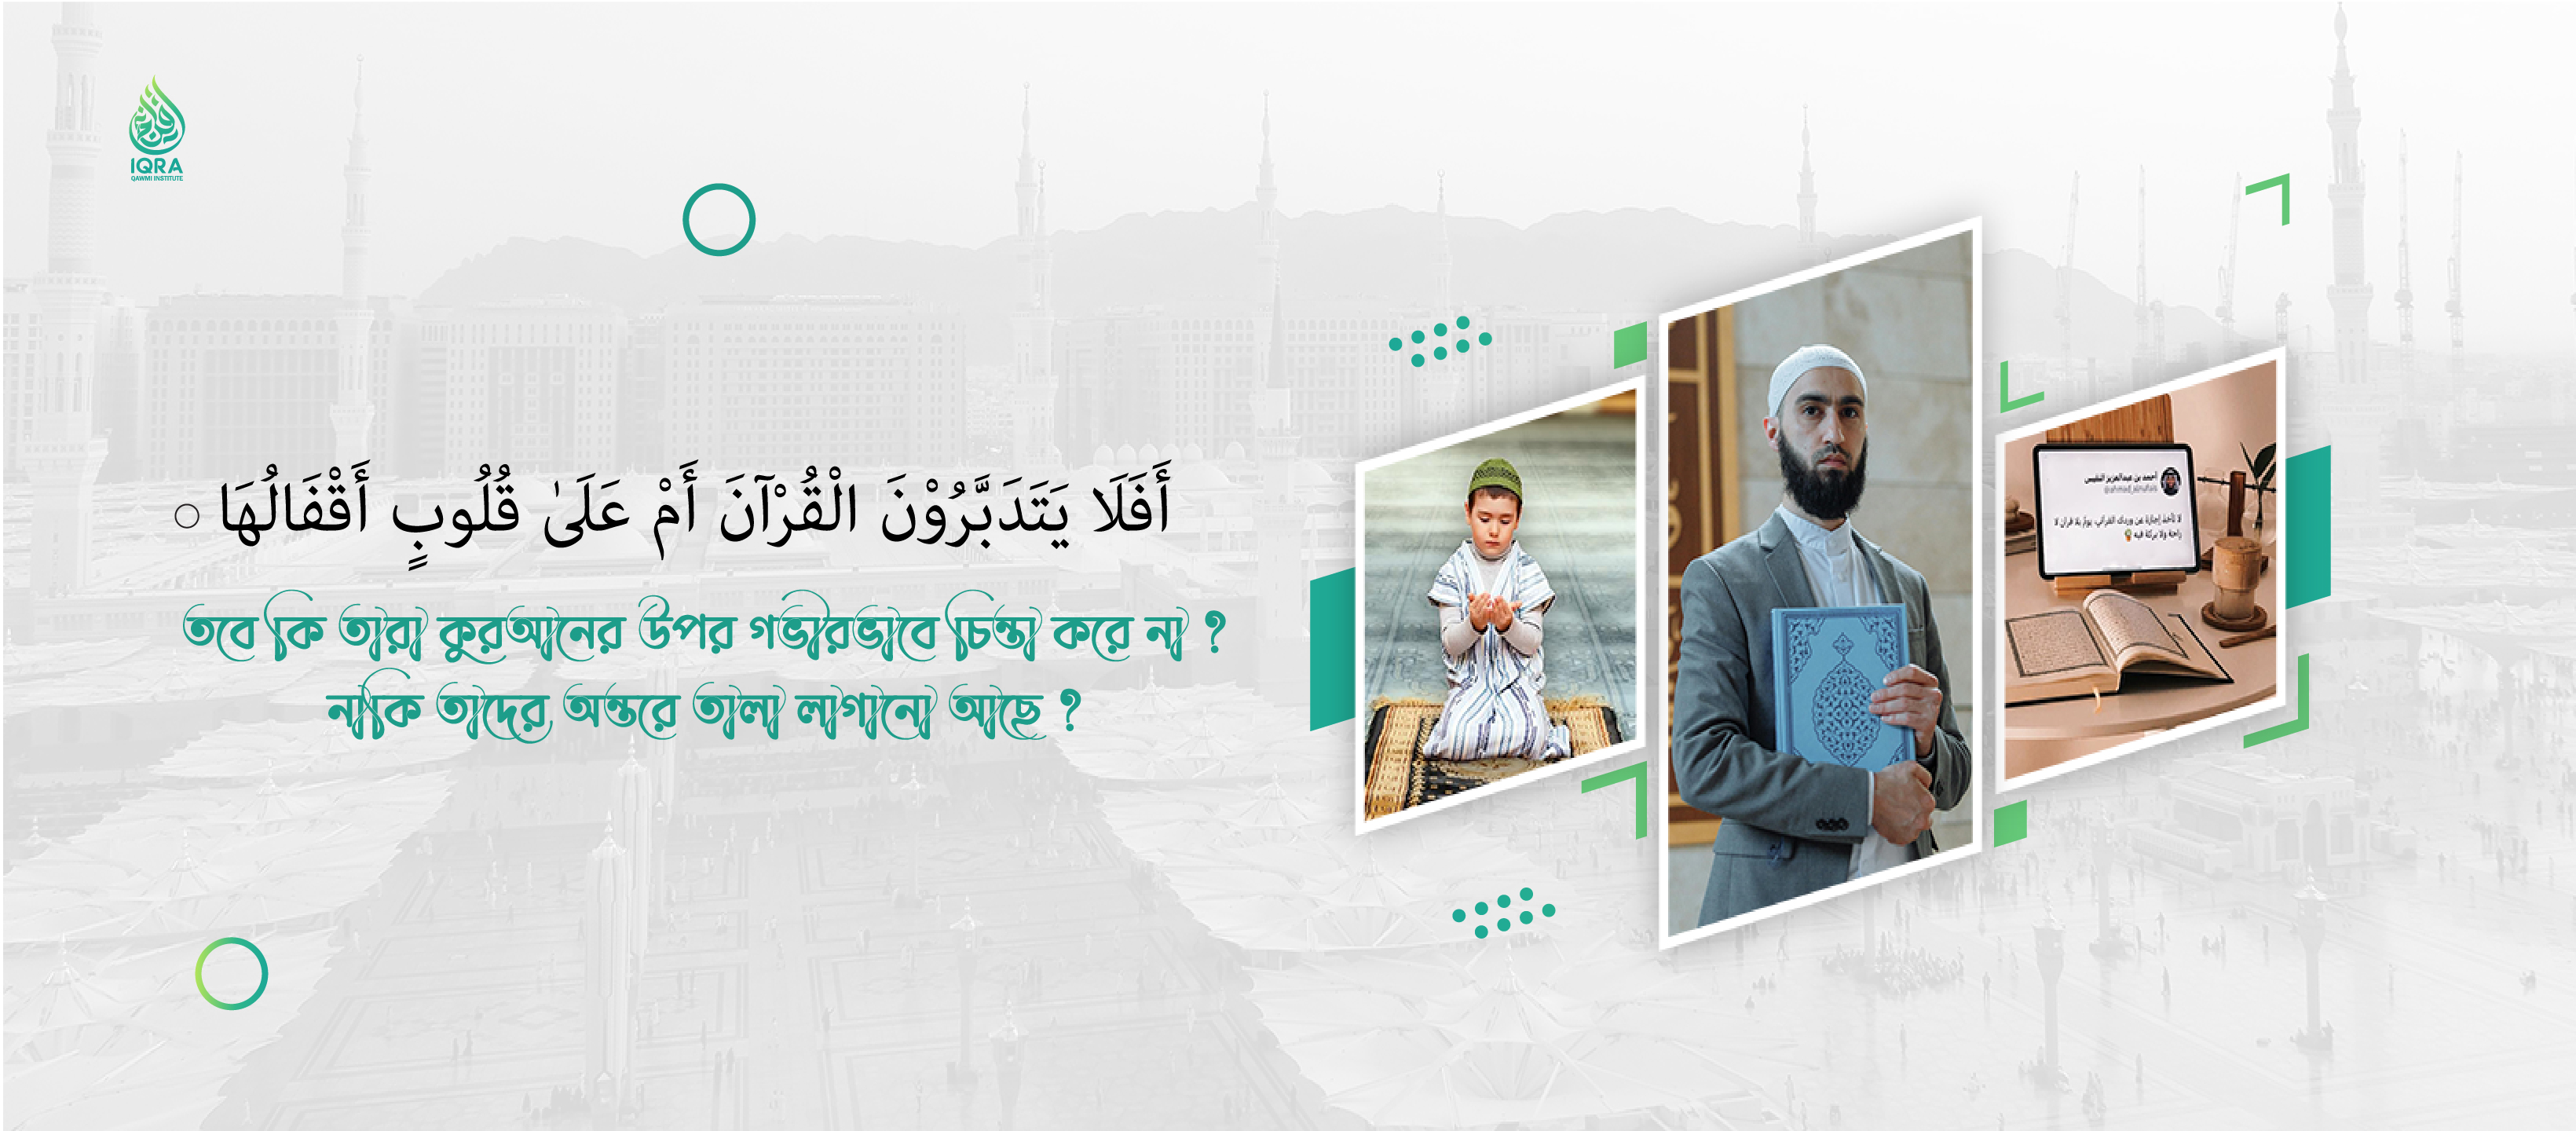 IQRA
QAWMI INSTITUTE
أَفَلَا يَتَدَبَّرُوْنَ الْقُرْآنَ أَمْ عَلَىٰ قُلُوبٍ أَقْفَالُهَا ○
তবে কি তারা কুরআনের উপর গভীরভাবে চিন্তা করে না ?
নাকি তাদের অন্তরে তালা লাগানো আছে ?
أحمد بن عبدالعزيز النفيس
لا تأخذ إجازة عن وردك القرآني، يومٌ بلا قرآن لا
راحة ولا بركة فيه